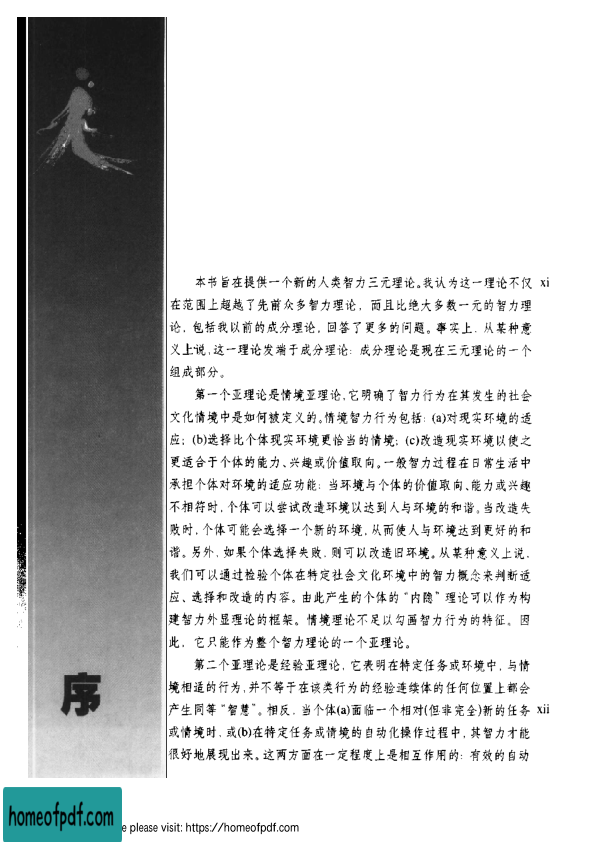 本书旨在提供一个新的人类智力三元理论。我认为这一理论不仅 xi
在范围上超越了先前众多智力理论, 而且比绝大多数一元的智力理
论, 包括我以前的成分理论, 回答了更多的问题。事实上, 从某种意
义上说,这一理论发端于成分理论: 成分理论是现在三元理论的一个
组成部分。
第一个亚理论是情境亚理论,它明确了智力行为在其发生的社会
文化情境中是如何被定义的。情境智力行为包括: (a)对现实环境的适
应; (b)选择比个体现实环境更恰当的情境; (c)改造现实环境以使之
更适合于个体的能力、兴趣或价值取向。一般智力过程在日常生活中
承担个体对环境的适应功能: 当环境与个体的价值取向、能力或兴趣
不相符时, 个体可以尝试改造环境以达到人与环境的和谐。当改造失
败时, 个体可能会选择一个新的环境, 从而使人与环境达到更好的和
谐。另外, 如果个体选择失败, 则可以改造旧环境。从某种意义上说,
我们可以通过检验个体在特定社会文化环境中的智力概念来判断适
应、选择和改造的内容。由此产生的个体的“内隐”理论可以作为构
建智力外显理论的框架。情境理论不足以勾画智力行为的特征。因
此, 它只能作为整个智力理论的一个亚理论。
第二个亚理论是经验亚理论, 它表明在特定任务或环境中, 与情
境相适的行为, 并不等于在该类行为的经验连续体的任何位置上都会
产生同等“智慧”。相反, 当个体(a)面临一个相对(但非完全)新的任务 xii
或情境时, 或(b)在特定任务或情境的自动化操作过程中, 其智力才能
很好地展现出来。这两方面在一定程度上是相互作用的: 有效的自动
序
homeofpdf.com
e please visit: https://homeofpdf.com